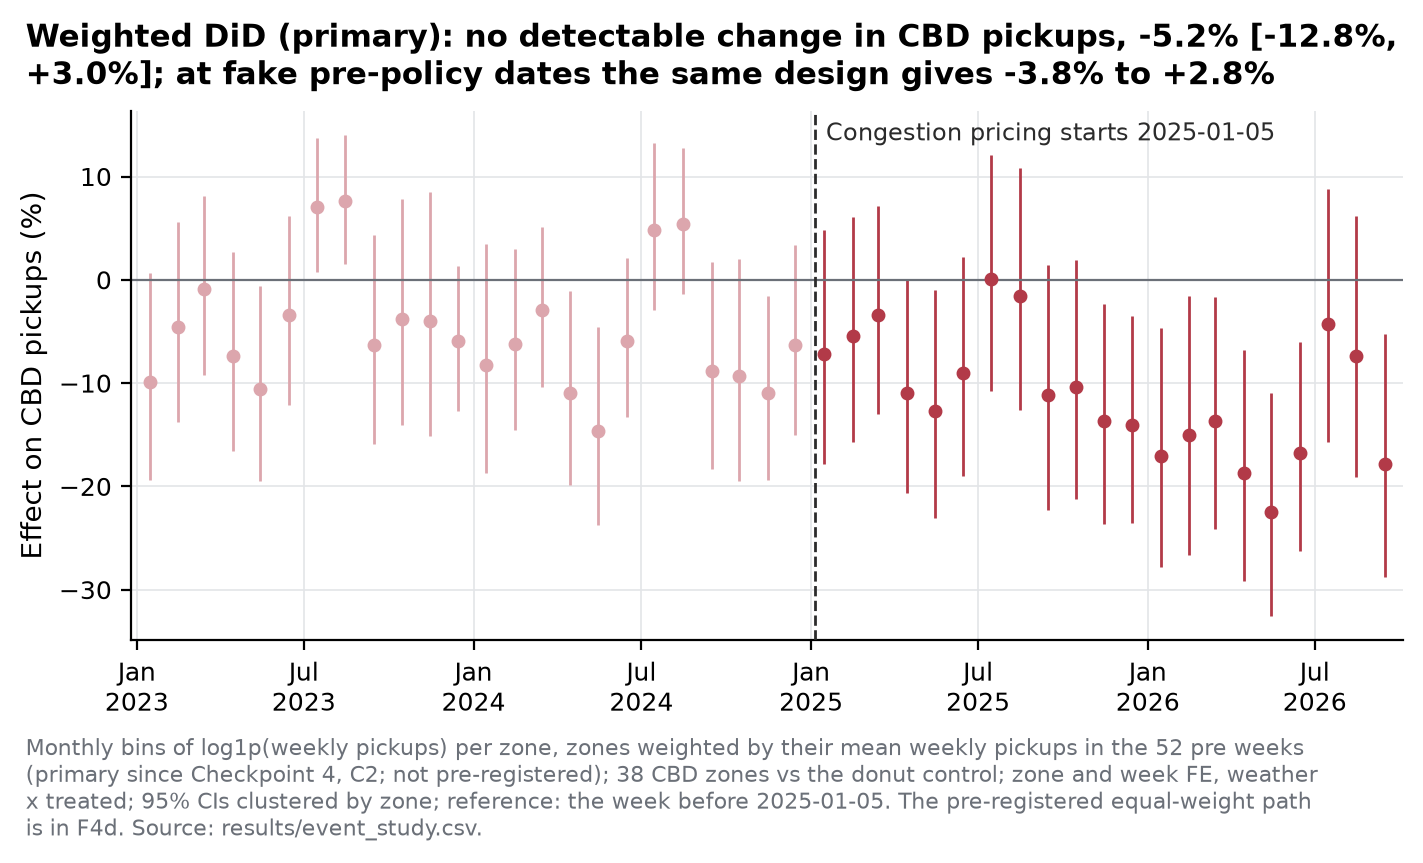 Weighted DiD (primary): no detectable change in CBD pickups, -5.2% [-12.8%,
+3.0%]; at fake pre-policy dates the same design gives -3.8% to +2.8%
Congestion pricing starts 2025-01-05
Effect on CBD pickups (%)
10
0
−10
−20
−30
Jan
2023
Jul
2023
Jan
2024
Jul
2024
Jan
2025
Jul
2025
Jan
2026
Jul
2026
Monthly bins of log1p(weekly pickups) per zone, zones weighted by their mean weekly pickups in the 52 pre weeks
(primary since Checkpoint 4, C2; not pre-registered); 38 CBD zones vs the donut control; zone and week FE, weather
x treated; 95% CIs clustered by zone; reference: the week before 2025-01-05. The pre-registered equal-weight path
is in F4d. Source: results/event_study.csv.